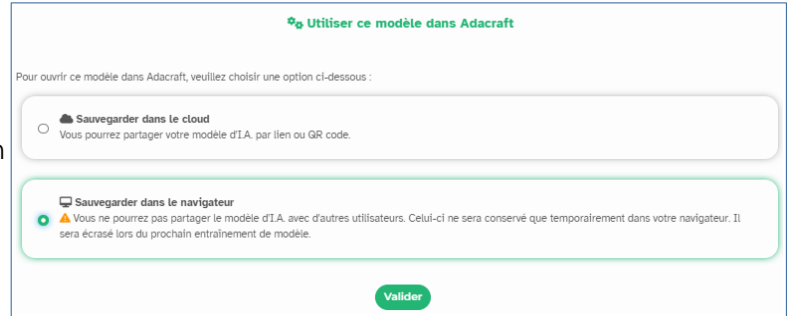 Utiliser ce modèle dans Adacraft
Pour ouvrir ce modèle dans Adacraft, veuillez choisir une option ci-dessous :
Sauvegarder dans le cloud
Vous pourrez partager votre modèle d'I.A. par lien ou QR code.
n
Sauvegarder dans le navigateur
Vous ne pourrez pas partager le modèle d'I.A. avec d'autres utilisateurs. Celui-ci ne sera conservé que temporairement dans votre navigateur. Il
sera écrasé lors du prochain entraînement de modèle.
Valider